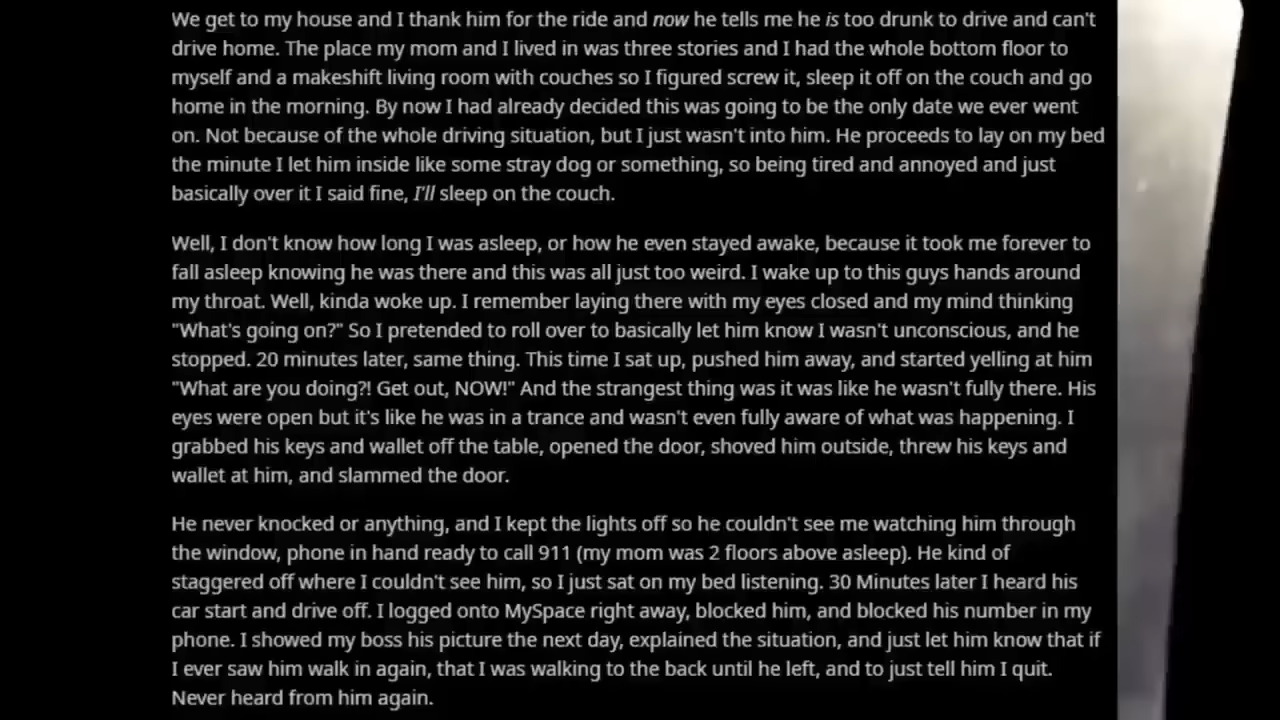 We get to my house and I thank him for the ride and now he tells me he is too drunk to drive and can't
drive home. The place my mom and I lived in was three stories and I had the whole bottom floor to
myself and a makeshift living room with couches so I figured screw it, sleep it off on the couch and go
home in the morning. By now I had already decided this was going to be the only date we ever went
on. Not because of the whole driving situation, but I just wasn't into him. He proceeds to lay on my bed
the minute I let him inside like some stray dog or something, so being tired and annoyed and just
basically over it I said fine, I'll sleep on the couch.
Well, I don't know how long I was asleep, or how he even stayed awake, because it took me forever to
fall asleep knowing he was there and this was all just too weird. I wake up to this guys hands around
my throat. Well, kinda woke up. I remember laying there with my eyes closed and my mind thinking
"What's going on?" So I pretended to roll over to basically let him know I wasn't unconscious, and he
stopped. 20 minutes later, same thing. This time I sat up, pushed him away, and started yelling at him
"What are you doing?! Get out, NOW!" And the strangest thing was it was like he wasn't fully there. His
eyes were open but it's like he was in a trance and wasn't even fully aware of what was happening. I
grabbed his keys and wallet off the table, opened the door, shoved him outside, threw his keys and
wallet at him, and slammed the door.
He never knocked or anything, and I kept the lights off so he couldn't see me watching him through
the window, phone in hand ready to call 911 (my mom was 2 floors above asleep). He kind of
staggered off where I couldn't see him, so I just sat on my bed listening. 30 Minutes later I heard his
car start and drive off. I logged onto MySpace right away, blocked him, and blocked his number in my
phone. I showed my boss his picture the next day, explained the situation, and just let him know that if
I ever saw him walk in again, that I was walking to the back until he left, and to just tell him I quit.
Never heard from him again.